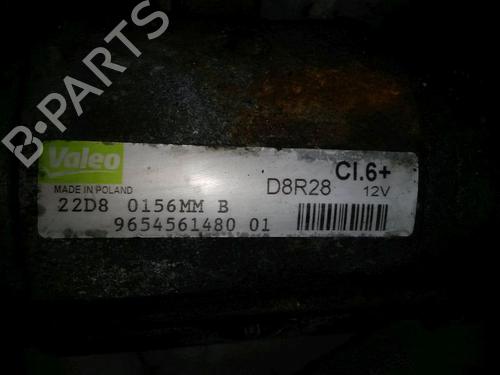 B-PARTS
Valeo
MADE IN POLAND
D8R28
CI.6+
12V
22D8 0156MM B
9654561480 01